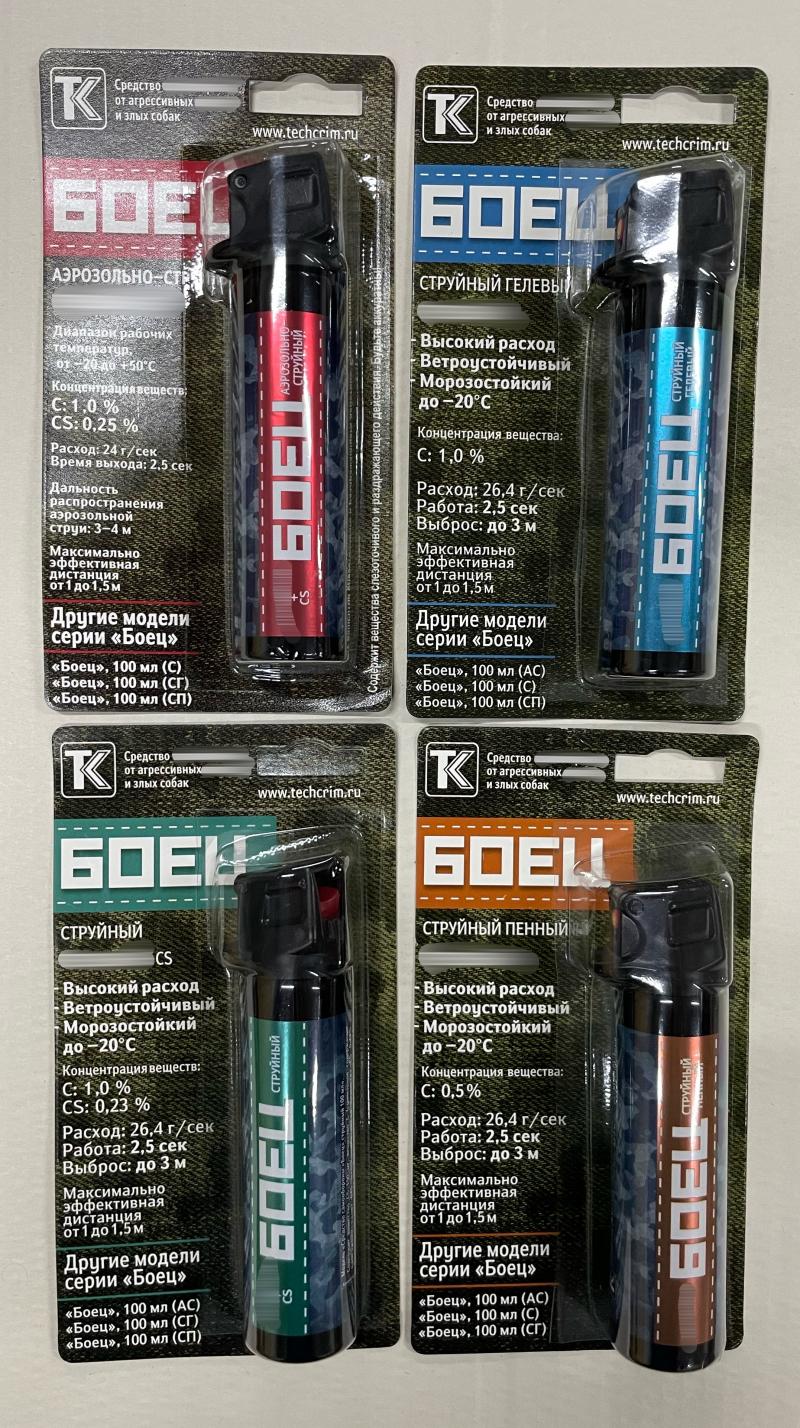 ТК
Средство
от агрессивных
и злых собак
www.techcrim.ru
БОЕЦ
АЭРОЗОЛЬНО-СТРУЙНЫЙ
Диапазон рабочих
температур,
от -20 до +50°С
Концентрация веществ:
С: 1,0 %
CS: 0,25 %
Расход: 24 г/сек
Время выхода: 2,5 сек
Дальность
распространения
аэрозольной
струи: 3-4 м
Максимально
эффективная
дистанция
от 1 до 1,5 м
Другие модели
серии «Боец»
«Боец», 100 мл (С)
«Боец», 100 мл (СГ)
«Боец», 100 мл (СП)
АЭРОЗОЛЬНО-
СТРУЙНЫЙ
БОЕЦ
+
CS
Содержит вещества слезоточивого и раздражающего действия. Будьте аккуратны!
ТК
Средство
от агрессивных
и злых собак
www.techcrim.ru
БОЕЦ
СТРУЙНЫЙ ГЕЛЕВЫЙ
- Высокий расход
- Ветроустойчивый
- Морозостойкий
до -20°С
Концентрация вещества:
С: 1,0 %
Расход: 26,4 г/сек
Работа: 2,5 сек
Выброс: до 3 м
Максимально
эффективная
дистанция
от 1 до 1,5 м
Другие модели
серии «Боец»
«Боец», 100 мл (АС)
«Боец», 100 мл (С)
«Боец», 100 мл (СП)
СТРУЙНЫЙ
ГЕЛЕВЫЙ
БОЕЦ
ТК
Средство
от агрессивных
и злых собак
www.techcrim.ru
БОЕЦ
СТРУЙНЫЙ
CS
- Высокий расход
- Ветроустойчивый
- Морозостойкий
до -20°С
Концентрация веществ:
С: 1,0 %
CS: 0,23 %
Расход: 26,4 г/сек
Работа: 2,5 сек
Выброс: до 3 м
Максимально
эффективная
дистанция
от 1 до 1,5 м
Другие модели
серии «Боец»
«Боец», 100 мл (АС)
«Боец», 100 мл (СГ)
«Боец», 100 мл (СП)
СТРУЙНЫЙ
БОЕЦ
CS
ТК
Средство
от агрессивных
и злых собак
www.techcrim.ru
БОЕЦ
СТРУЙНЫЙ ПЕННЫЙ
- Высокий расход
- Ветроустойчивый
- Морозостойкий
до -20°С
Концентрация вещества:
С: 0,5%
Расход: 26,4 г/сек
Работа: 2,5 сек
Выброс: до 3 м
Максимально
эффективная
дистанция
от 1 до 1,5 м
Другие модели
серии «Боец»
«Боец», 100 мл (АС)
«Боец», 100 мл (С)
«Боец», 100 мл (СГ)
СТРУЙНЫЙ
ПЕННЫЙ
БОЕЦ